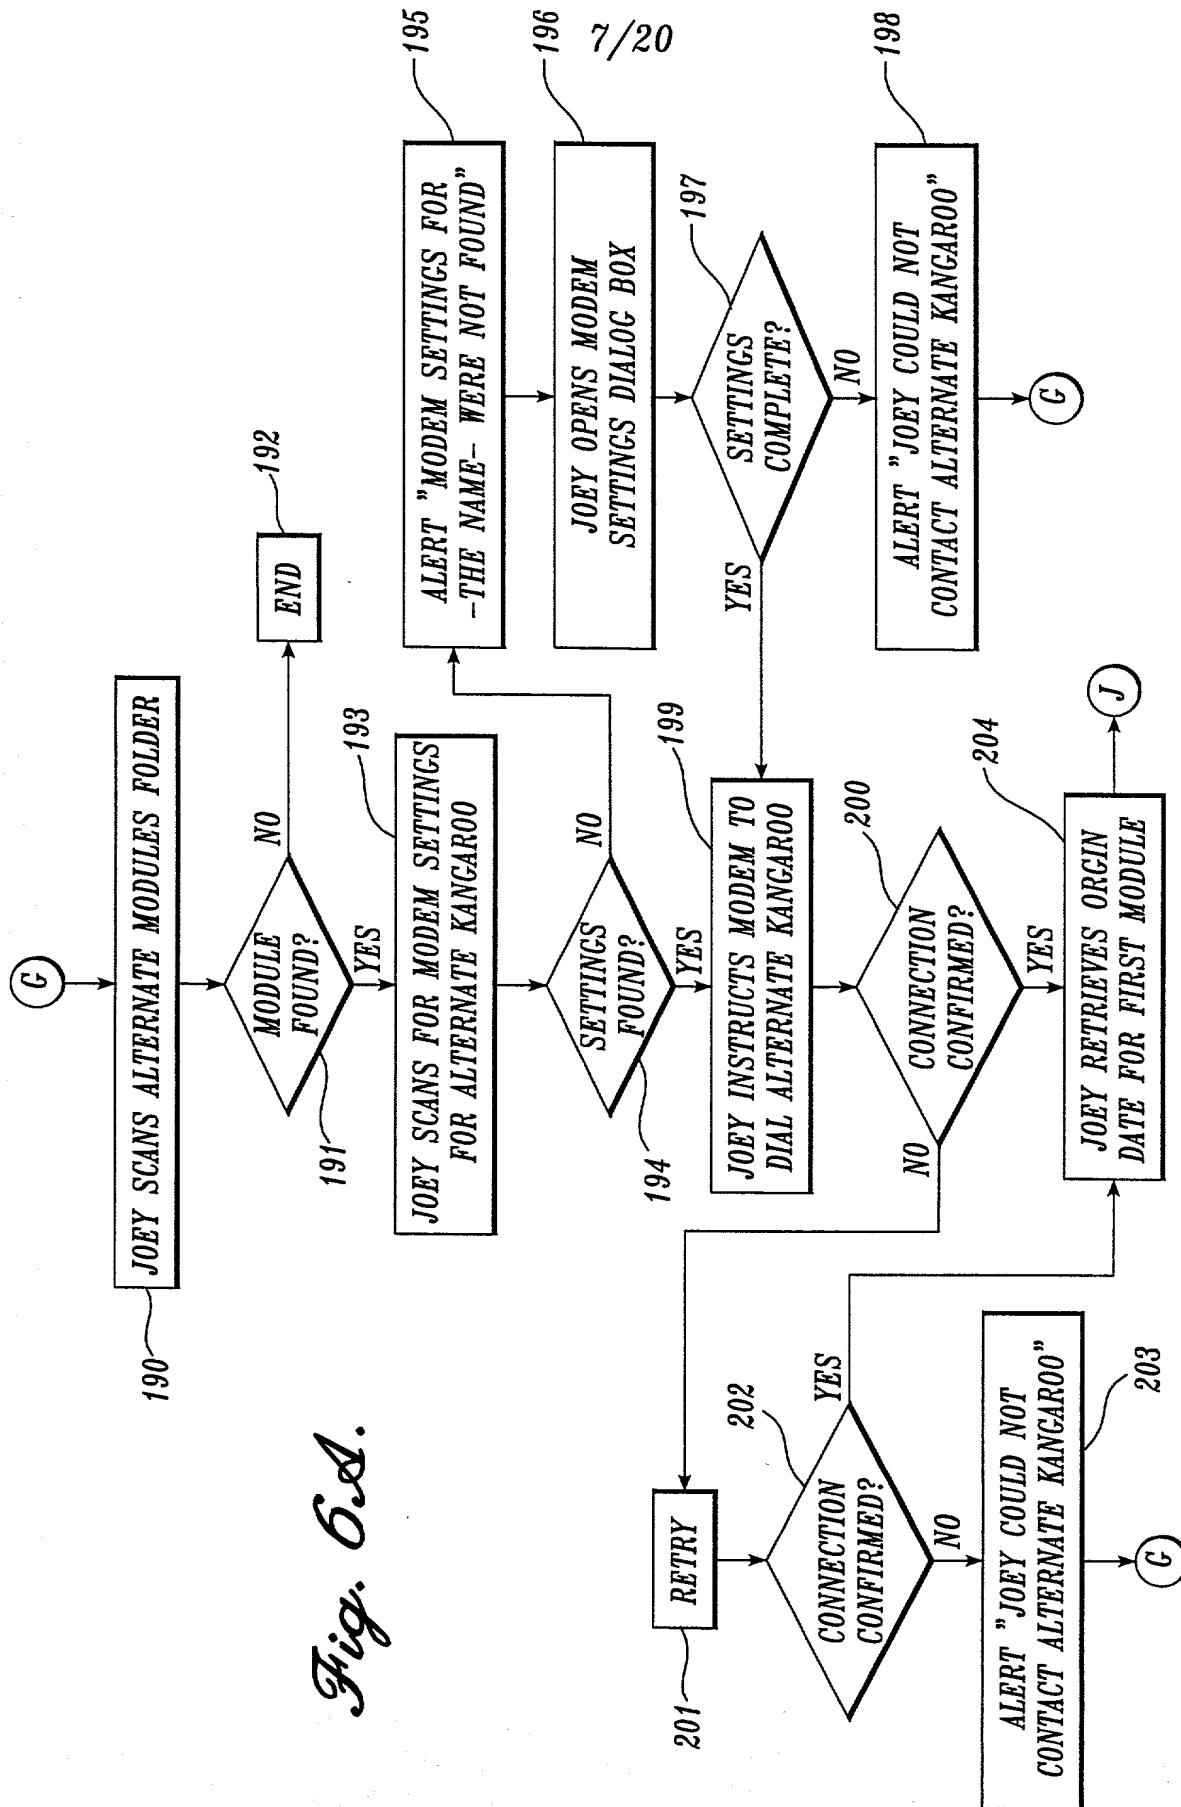 7/20
G
JOEY SCANS ALTERNATE MODULES FOLDER
190
MODULE
FOUND?
191
NO
YES
END
192
JOEY SCANS FOR MODEM SETTINGS
FOR ALTERNATE KANGAROO
193
SETTINGS
FOUND?
194
NO
YES
ALERT "MODEM SETTINGS FOR
-THE NAME- WERE NOT FOUND"
195
JOEY OPENS MODEM
SETTINGS DIALOG BOX
196
SETTINGS
COMPLETE?
197
YES
NO
ALERT "JOEY COULD NOT
CONTACT ALTERNATE KANGAROO"
198
G
JOEY INSTRUCTS MODEM TO
DIAL ALTERNATE KANGAROO
199
CONNECTION
CONFIRMED?
200
NO
YES
RETRY
201
CONNECTION
CONFIRMED?
202
YES
NO
ALERT "JOEY COULD NOT
CONTACT ALTERNATE KANGAROO"
203
G
JOEY RETRIEVES ORGIN
DATE FOR FIRST MODULE
204
J
Fig. 6A.